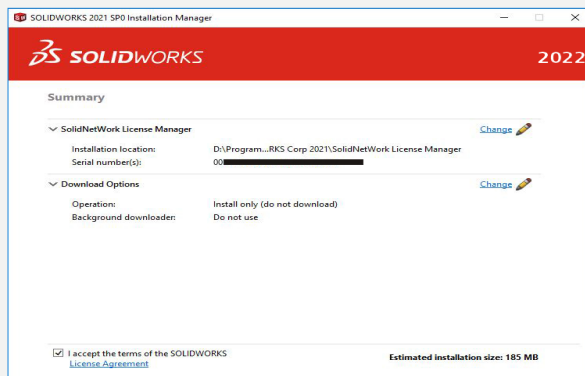 SOLIDWORKS 2021 SP0 Installation Manager
SOLIDWORKS 2022
Summary
SolidNetWork License Manager Change
Installation location: D:\Program...RKS Corp 2021\SolidNetWork License Manager
Serial number(s): 00
Download Options Change
Operation: Install only (do not download)
Background downloader: Do not use
I accept the terms of the SOLIDWORKS
License Agreement
Estimated installation size: 185 MB